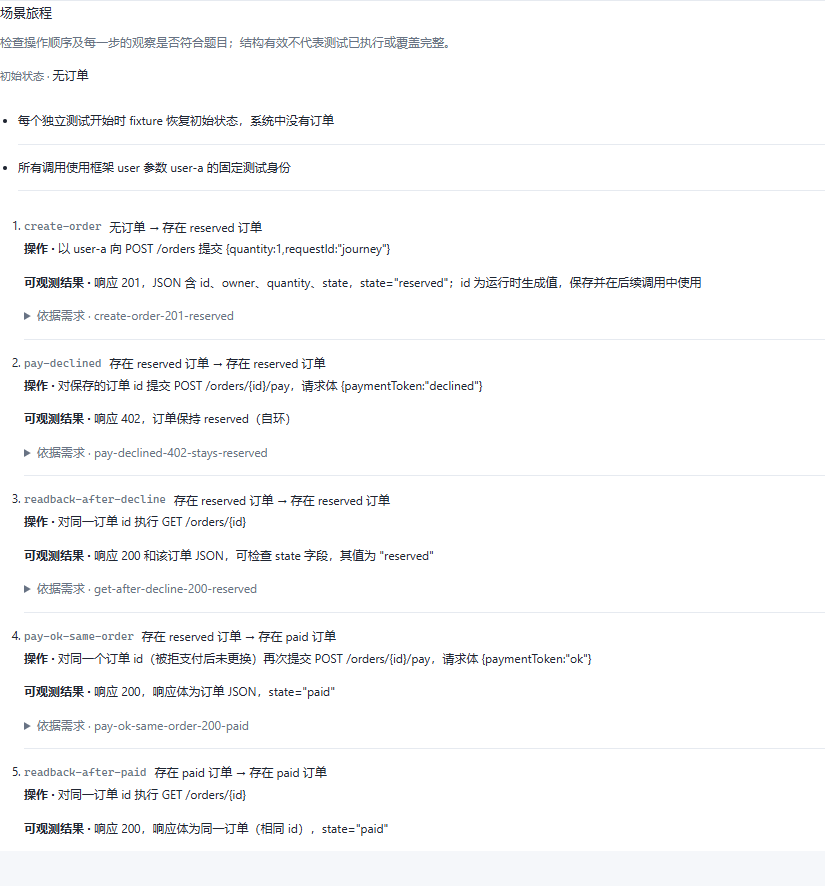 场景旅程
检查操作顺序及每一步的观察是否符合题目；结构有效不代表测试已执行或覆盖完整。
初始状态 · 无订单
• 每个独立测试开始时 fixture 恢复初始状态，系统中没有订单
• 所有调用使用框架 user 参数 user-a 的固定测试身份
1. create-order 无订单 → 存在 reserved 订单
操作 · 以 user-a 向 POST /orders 提交 {quantity:1,requestId:"journey"}
可观测结果 · 响应 201，JSON 含 id、owner、quantity、state，state="reserved"；id 为运行时生成值，保存并在后续调用中使用
▶ 依据需求 · create-order-201-reserved
2. pay-declined 存在 reserved 订单 → 存在 reserved 订单
操作 · 对保存的订单 id 提交 POST /orders/{id}/pay，请求体 {paymentToken:"declined"}
可观测结果 · 响应 402，订单保持 reserved（自环）
▶ 依据需求 · pay-declined-402-stays-reserved
3. readback-after-decline 存在 reserved 订单 → 存在 reserved 订单
操作 · 对同一订单 id 执行 GET /orders/{id}
可观测结果 · 响应 200 和该订单 JSON，可检查 state 字段，其值为 "reserved"
▶ 依据需求 · get-after-decline-200-reserved
4. pay-ok-same-order 存在 reserved 订单 → 存在 paid 订单
操作 · 对同一个订单 id（被拒支付后未更换）再次提交 POST /orders/{id}/pay，请求体 {paymentToken:"ok"}
可观测结果 · 响应 200，响应体为订单 JSON，state="paid"
▶ 依据需求 · pay-ok-same-order-200-paid
5. readback-after-paid 存在 paid 订单 → 存在 paid 订单
操作 · 对同一订单 id 执行 GET /orders/{id}
可观测结果 · 响应 200，响应体为同一订单（相同 id），state="paid"